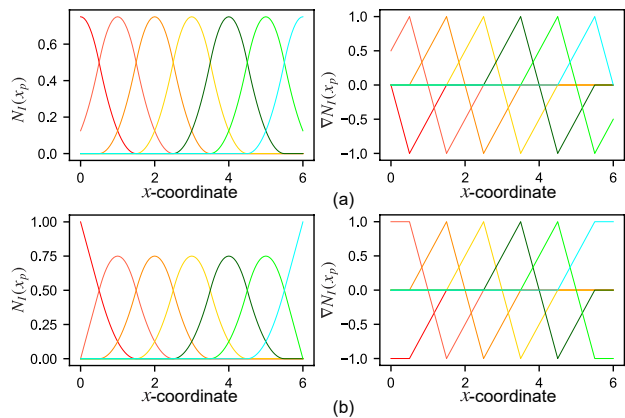 N_I(x_p)
0.6
0.4
0.2
0.0
0 2 4 6
x-coordinate
∇N_I(x_p)
1.0
0.5
0.0
−0.5
−1.0
0 2 4 6
x-coordinate
(a)
N_I(x_p)
1.00
0.75
0.50
0.25
0.00
0 2 4 6
x-coordinate
∇N_I(x_p)
1.0
0.5
0.0
−0.5
−1.0
0 2 4 6
x-coordinate
(b)